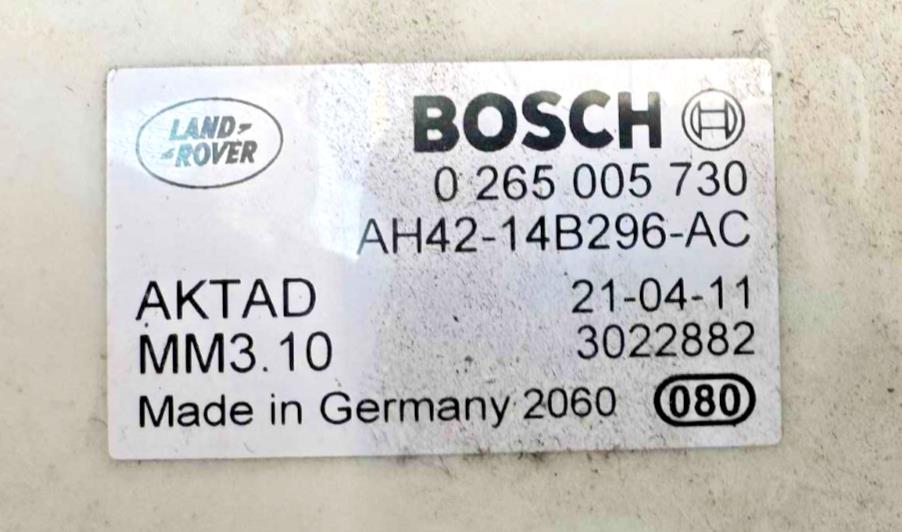 LAND-
-ROVER
BOSCH
0 265 005 730
AH42-14B296-AC
AKTAD 21-04-11
MM3.10 3022882
Made in Germany 2060 080